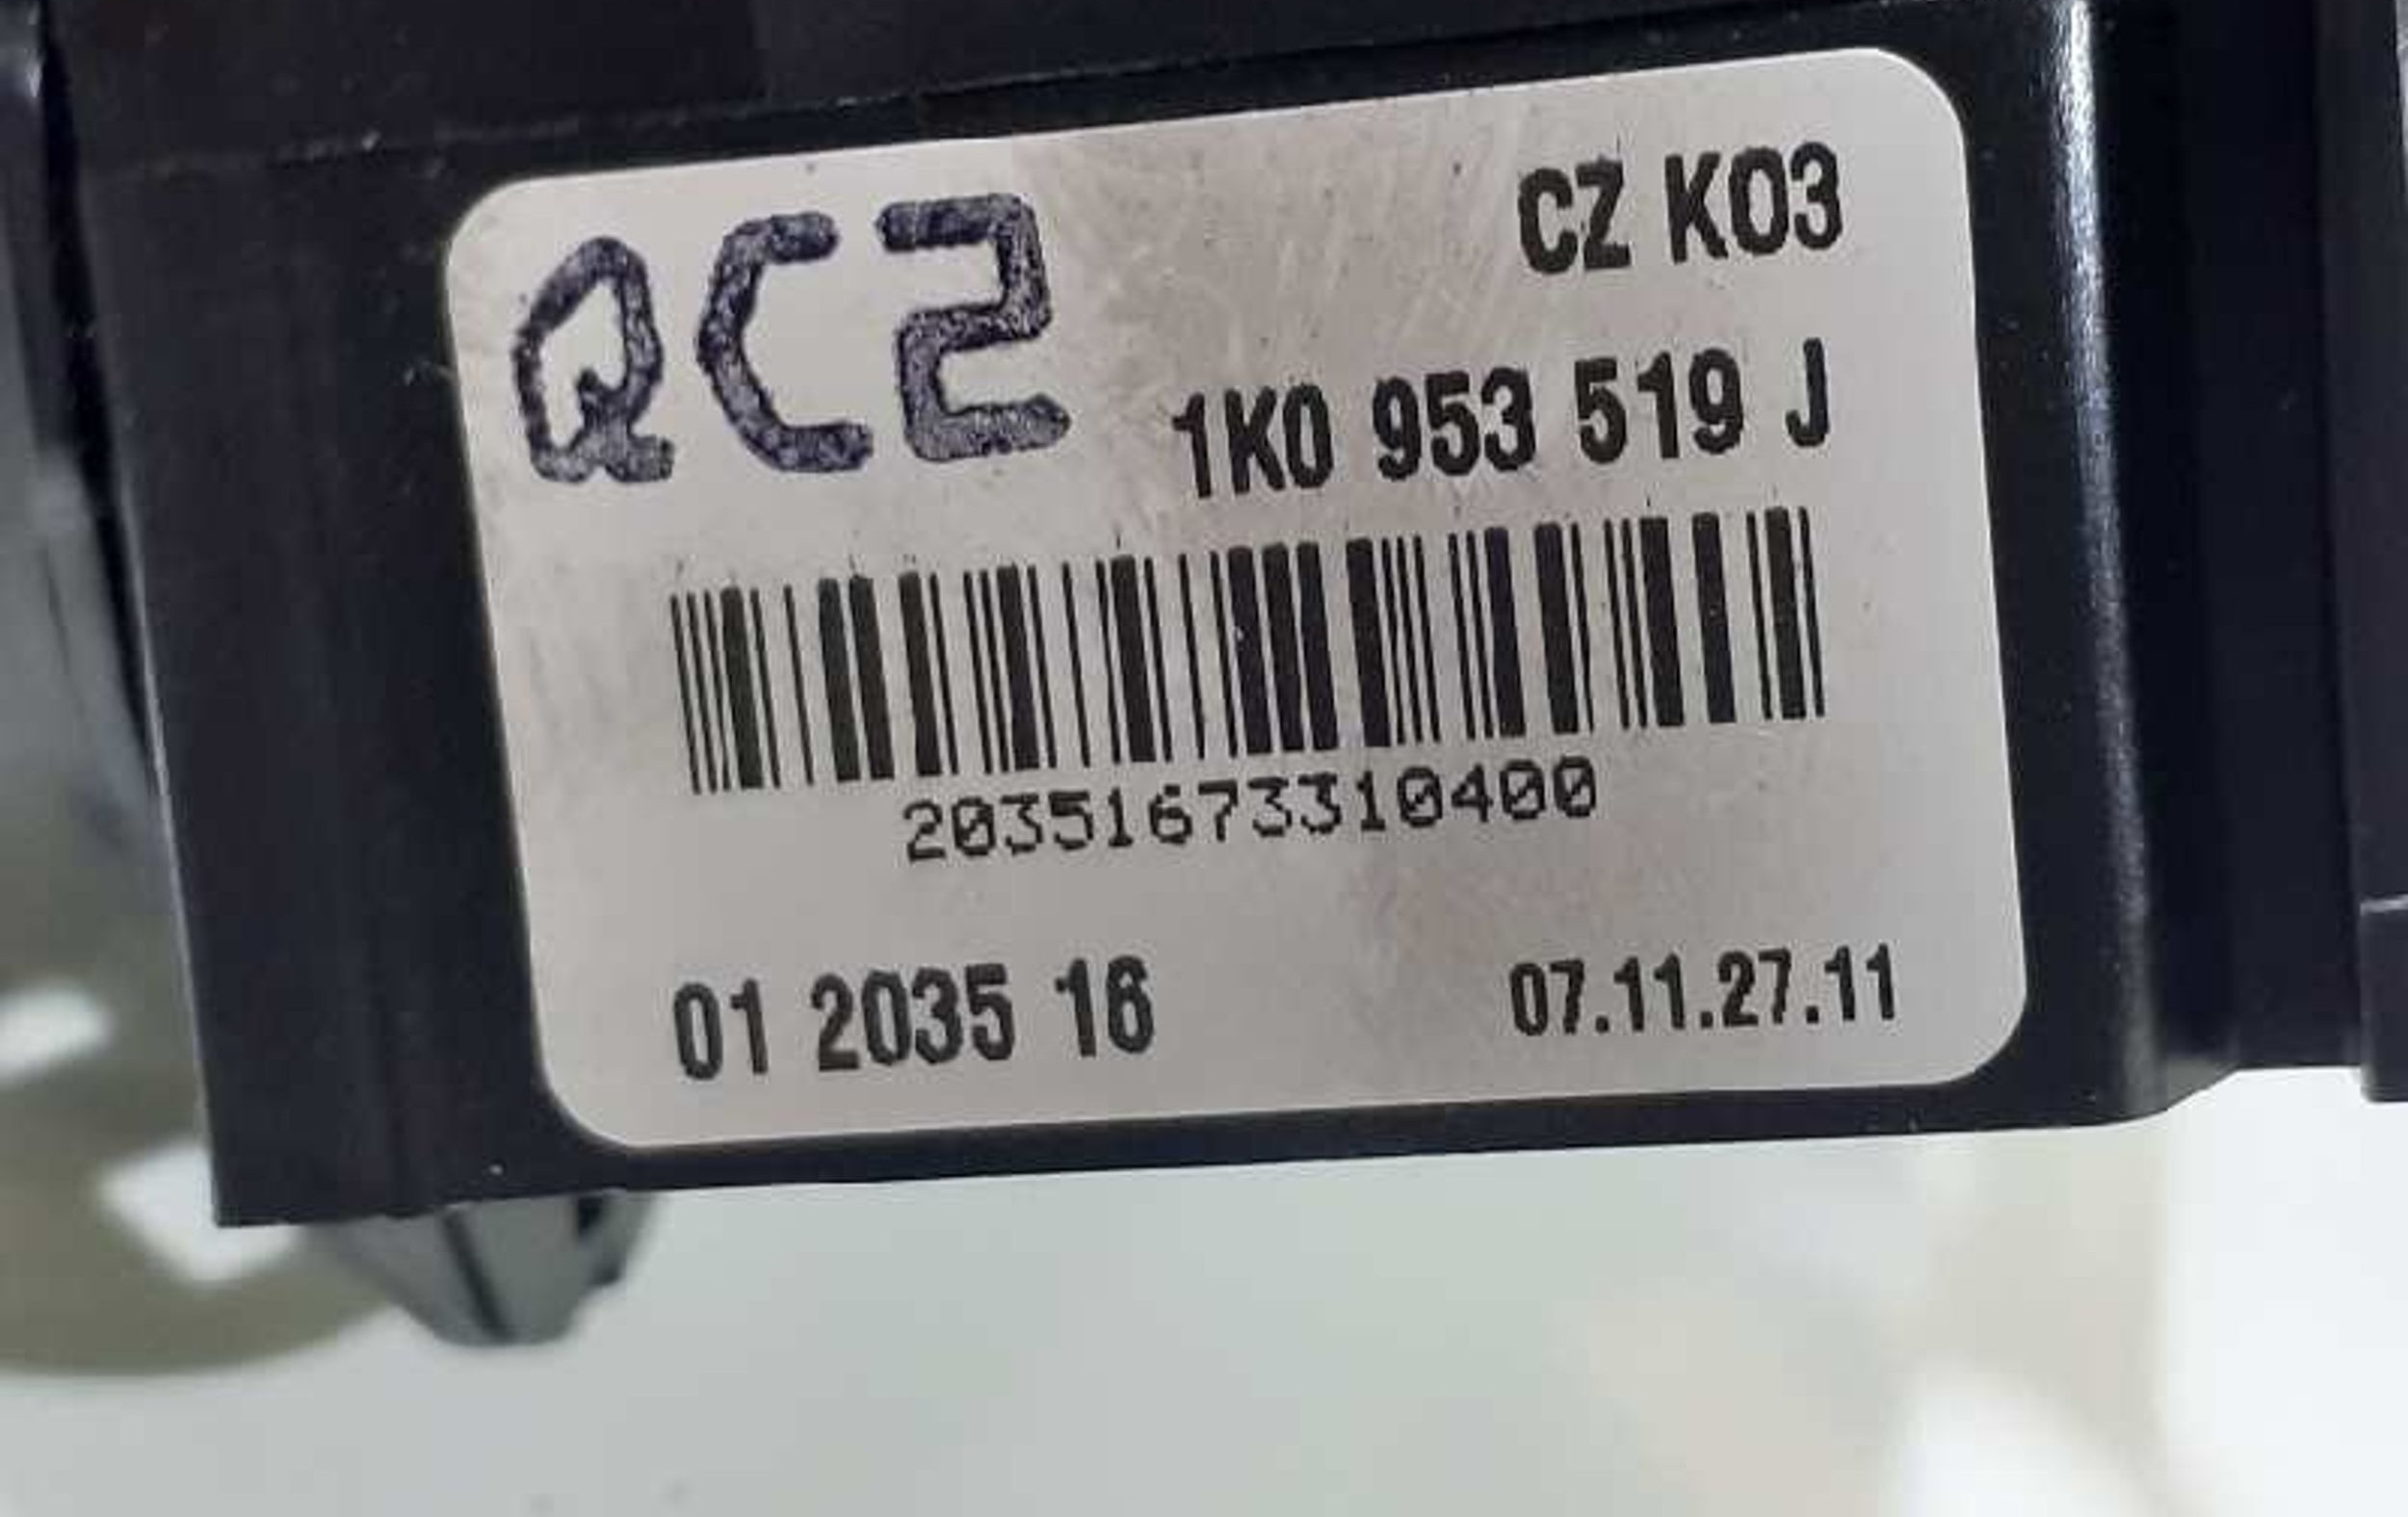 CZ K03
QC2
1K0 953 519 J
20351673310400
01 2035 16
07.11.27.11